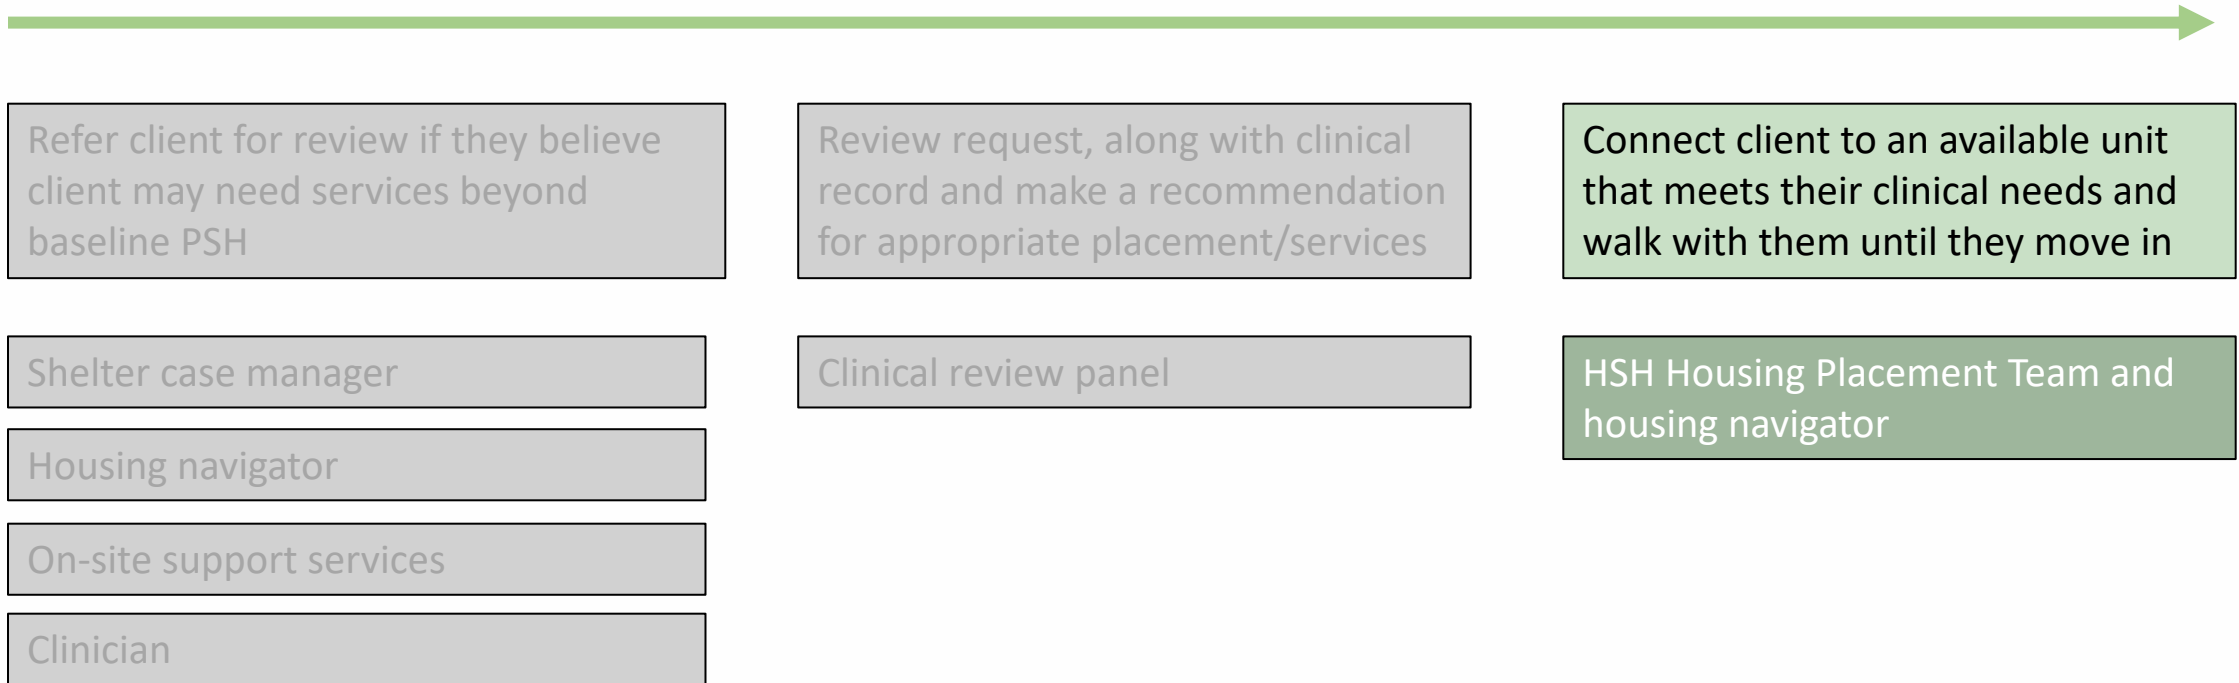 Refer client for review if they believe
client may need services beyond
baseline PSH
Review request, along with clinical
record and make a recommendation
for appropriate placement/services
Connect client to an available unit
that meets their clinical needs and
walk with them until they move in
Shelter case manager
Housing navigator
On-site support services
Clinician
Clinical review panel
HSH Housing Placement Team and
housing navigator